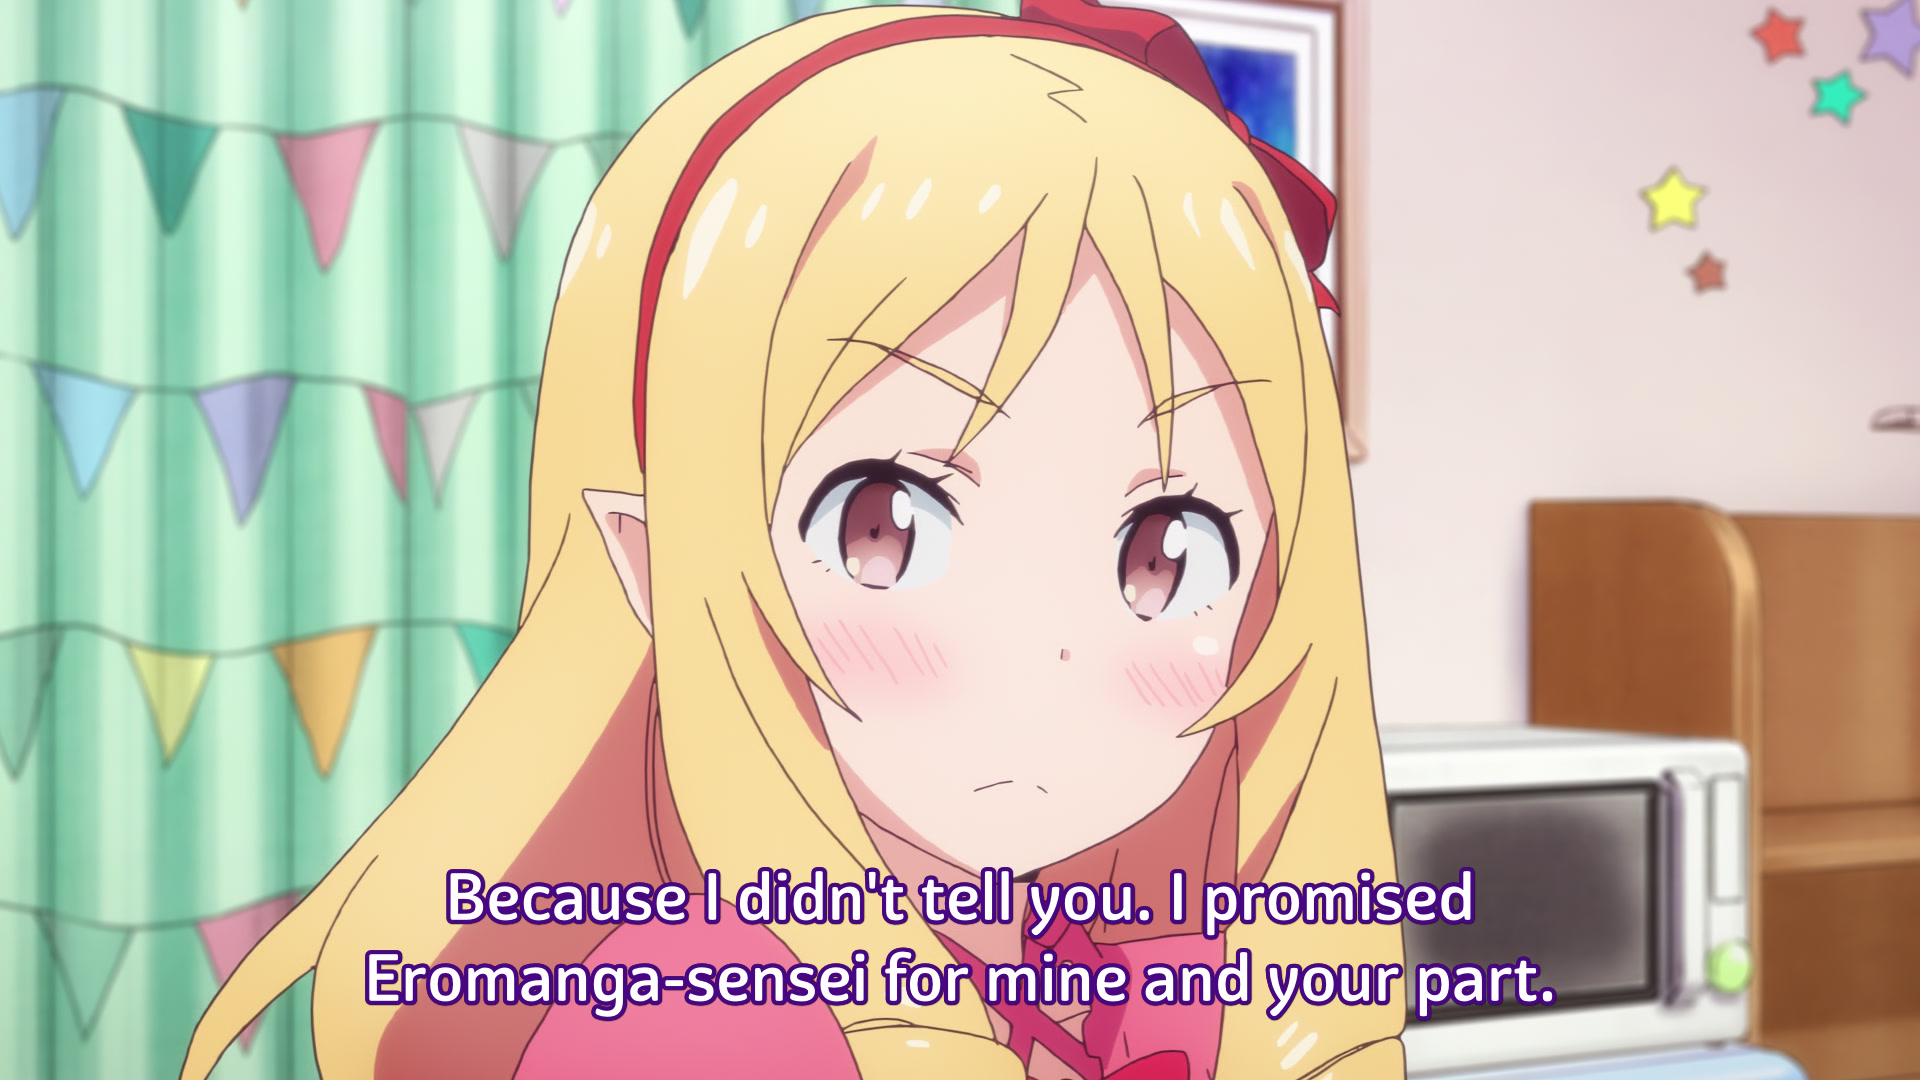 Because I didn't tell you. I promised
Eromanga-sensei for mine and your part.